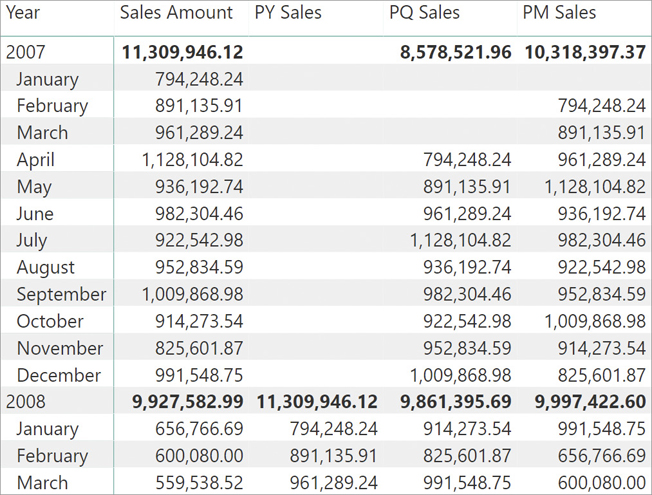 Year Sales Amount PY Sales PQ Sales PM Sales
2007 11,309,946.12 8,578,521.96 10,318,397.37
January 794,248.24
February 891,135.91 794,248.24
March 961,289.24 891,135.91
April 1,128,104.82 794,248.24 961,289.24
May 936,192.74 891,135.91 1,128,104.82
June 982,304.46 961,289.24 936,192.74
July 922,542.98 1,128,104.82 982,304.46
August 952,834.59 936,192.74 922,542.98
September 1,009,868.98 982,304.46 952,834.59
October 914,273.54 922,542.98 1,009,868.98
November 825,601.87 952,834.59 914,273.54
December 991,548.75 1,009,868.98 825,601.87
2008 9,927,582.99 11,309,946.12 9,861,395.69 9,997,422.60
January 656,766.69 794,248.24 914,273.54 991,548.75
February 600,080.00 891,135.91 825,601.87 656,766.69
March 559,538.52 961,289.24 991,548.75 600,080.00